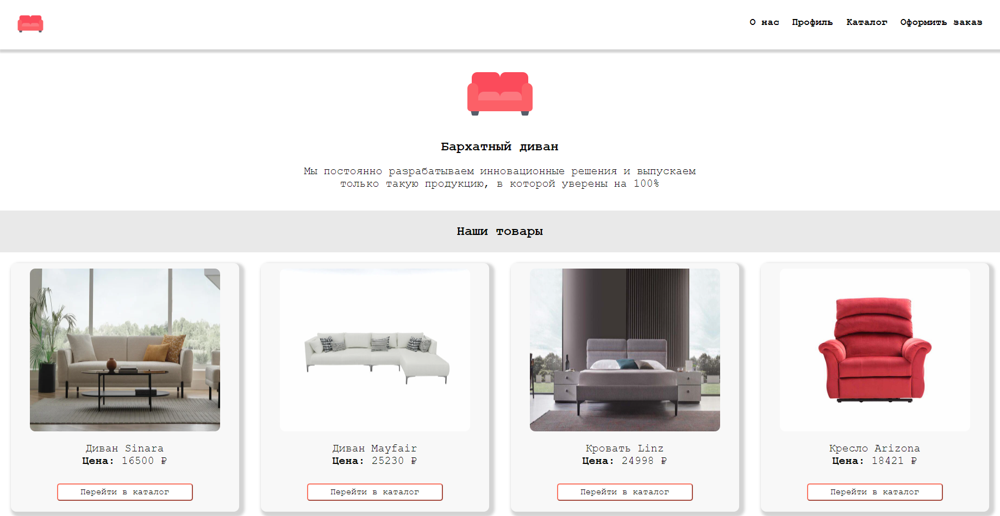 О нас Профиль Каталог Оформить заказ
Бархатный диван
Мы постоянно разрабатываем инновационные решения и выпускаем
только такую продукцию, в которой уверены на 100%
Наши товары
Диван Sinara
Цена: 16500 ₽
Перейти в каталог
Диван Mayfair
Цена: 25230 ₽
Перейти в каталог
Кровать Linz
Цена: 24998 ₽
Перейти в каталог
Кресло Arizona
Цена: 18421 ₽
Перейти в каталог